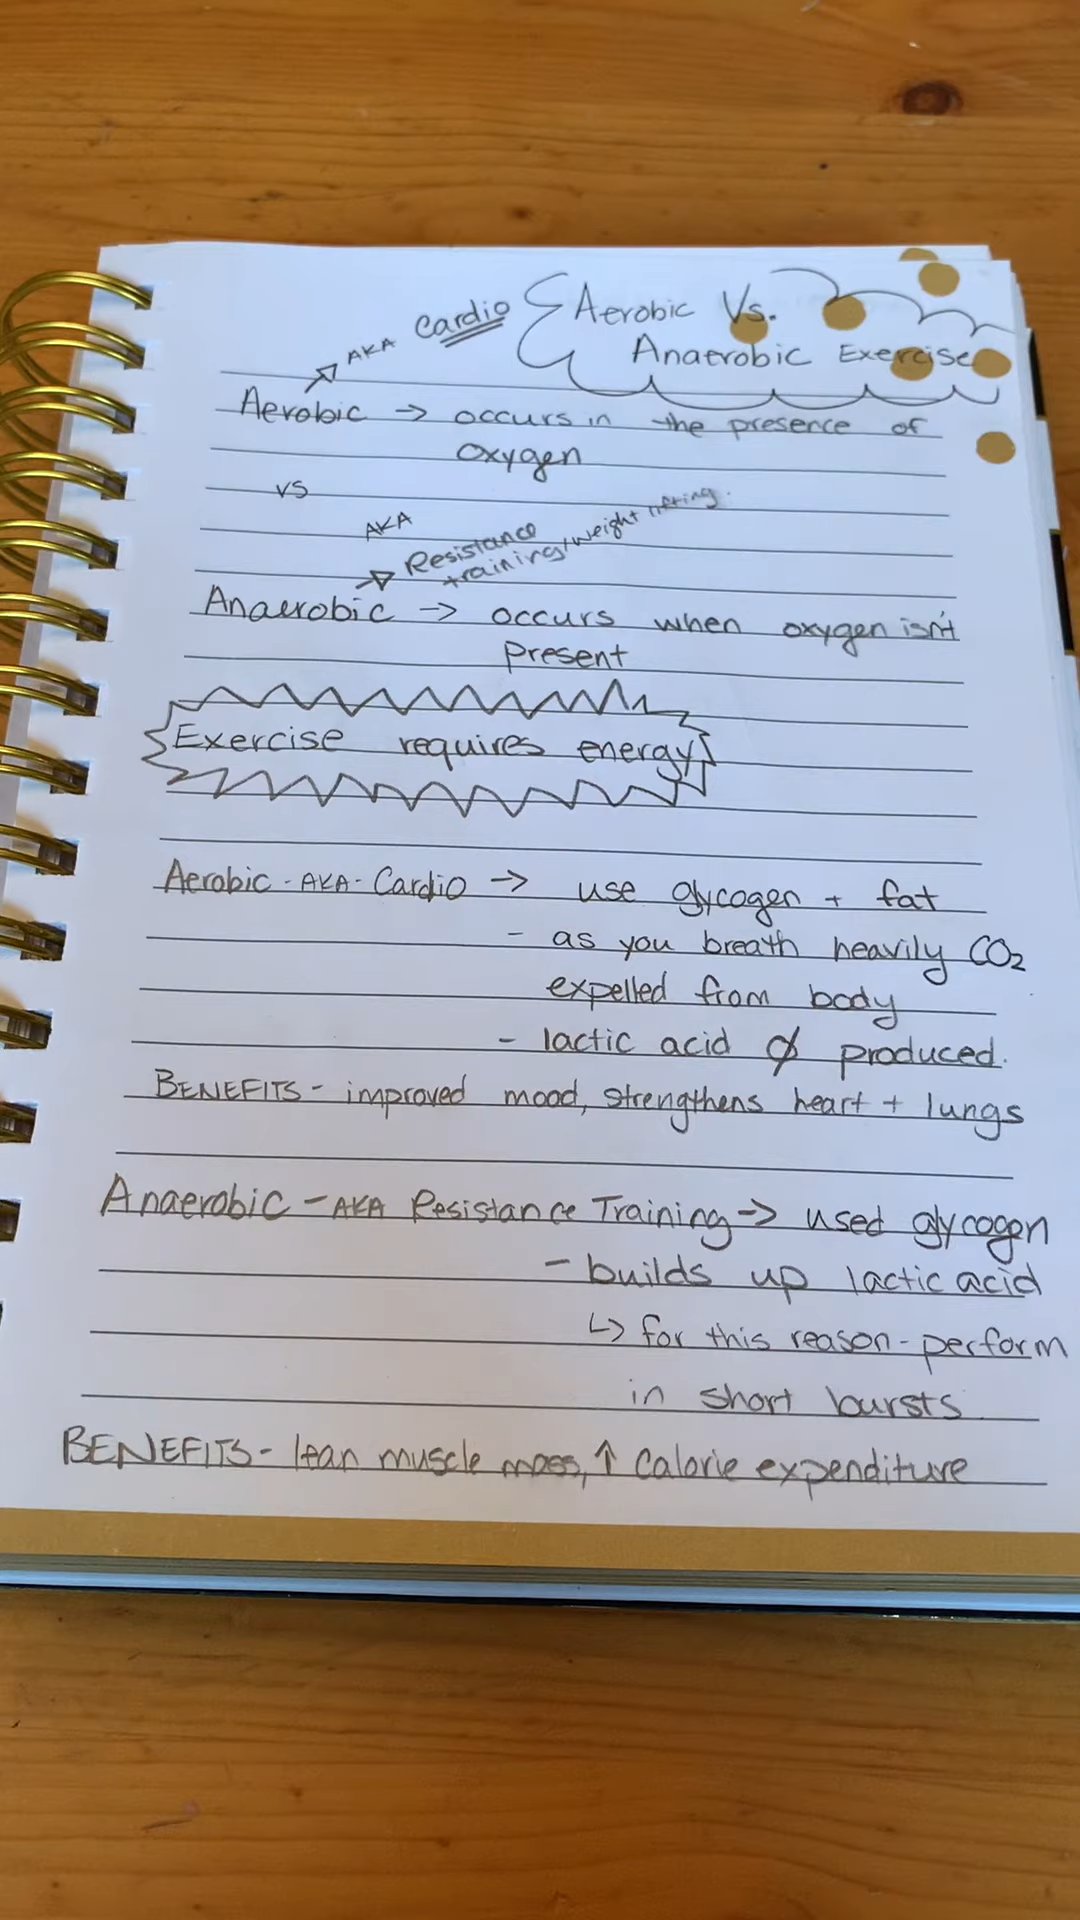 Aerobic Vs.
Anaerobic Exercise
AKA Cardio
Aerobic → occurs in the presence of
oxygen
vs
AKA
Resistance
training/weight lifting.
Anaerobic → occurs when oxygen isn't
present
Exercise requires energy
Aerobic - AKA - Cardio → use glycogen + fat
- as you breath heavily CO₂
expelled from body
- lactic acid ∅ produced.
BENEFITS - improved mood, strengthens heart + lungs
Anaerobic - AKA Resistance Training → used glycogen
- builds up lactic acid
↳ for this reason - perform
in short bursts
BENEFITS - lean muscle mass, ↑ calorie expenditure